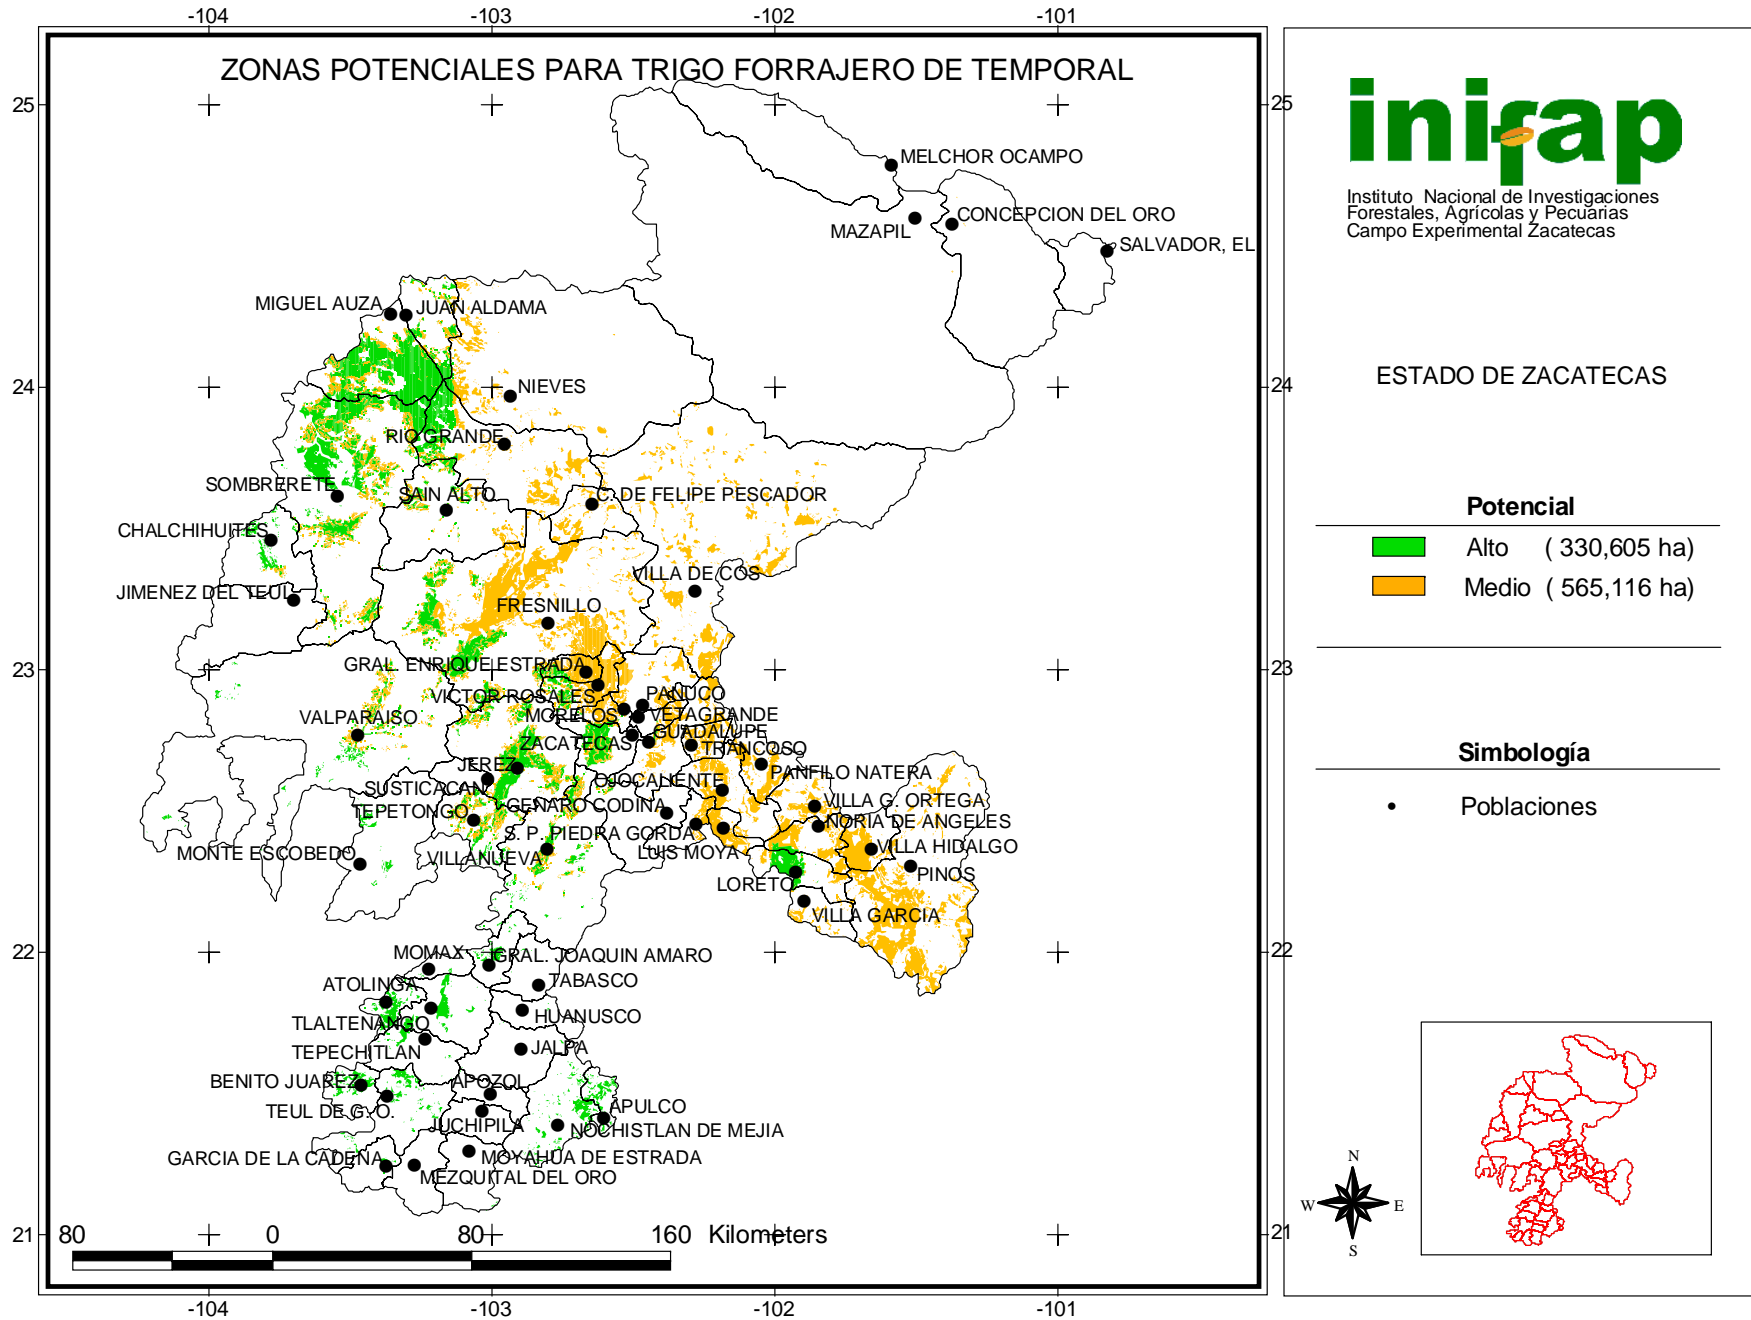 -104
-103
-102
-101
ZONAS POTENCIALES PARA TRIGO FORRAJERO DE TEMPORAL
25
25
MELCHOR OCAMPO
CONCEPCION DEL ORO
MAZAPIL
SALVADOR, EL
MIGUEL AUZA
JUAN ALDAMA
24
24
NIEVES
RIO GRANDE
SOMBRERETE
SAIN ALTO
C. DE FELIPE PESCADOR
CHALCHIHUITES
VILLA DE COS
JIMENEZ DEL TEUL
FRESNILLO
23
23
GRAL. ENRIQUE ESTRADA
VICTOR ROSALES
PANUCO
VALPARAISO
MORELOS
VETAGRANDE
GUADALUPE
ZACATECAS
TRANCOSO
JEREZ
PANFILO NATERA
SUSTICACAN
OJOCALIENTE
TEPETONGO
GENARO CODINA
VILLA G. ORTEGA
NORIA DE ANGELES
S. P. PIEDRA GORDA
MONTE ESCOBEDO
VILLANUEVA
LUIS MOYA
VILLA HIDALGO
PINOS
LORETO
VILLA GARCIA
22
22
MOMAX
GRAL. JOAQUIN AMARO
ATOLINGA
TABASCO
TLALTENANGO
HUANUSCO
TEPECHITLAN
JALPA
BENITO JUAREZ
APOZOL
TEUL DE G. O.
APULCO
JUCHIPILA
NOCHISTLAN DE MEJIA
GARCIA DE LA CADENA
MOYAHUA DE ESTRADA
MEZQUITAL DEL ORO
21
21
80 0 80 160 Kilometers
-104
-103
-102
-101
inifap
Instituto Nacional de Investigaciones
Forestales, Agrícolas y Pecuarias
Campo Experimental Zacatecas
ESTADO DE ZACATECAS
Potencial
Alto ( 330,605 ha)
Medio ( 565,116 ha)
Simbología
Poblaciones
N
W E
S